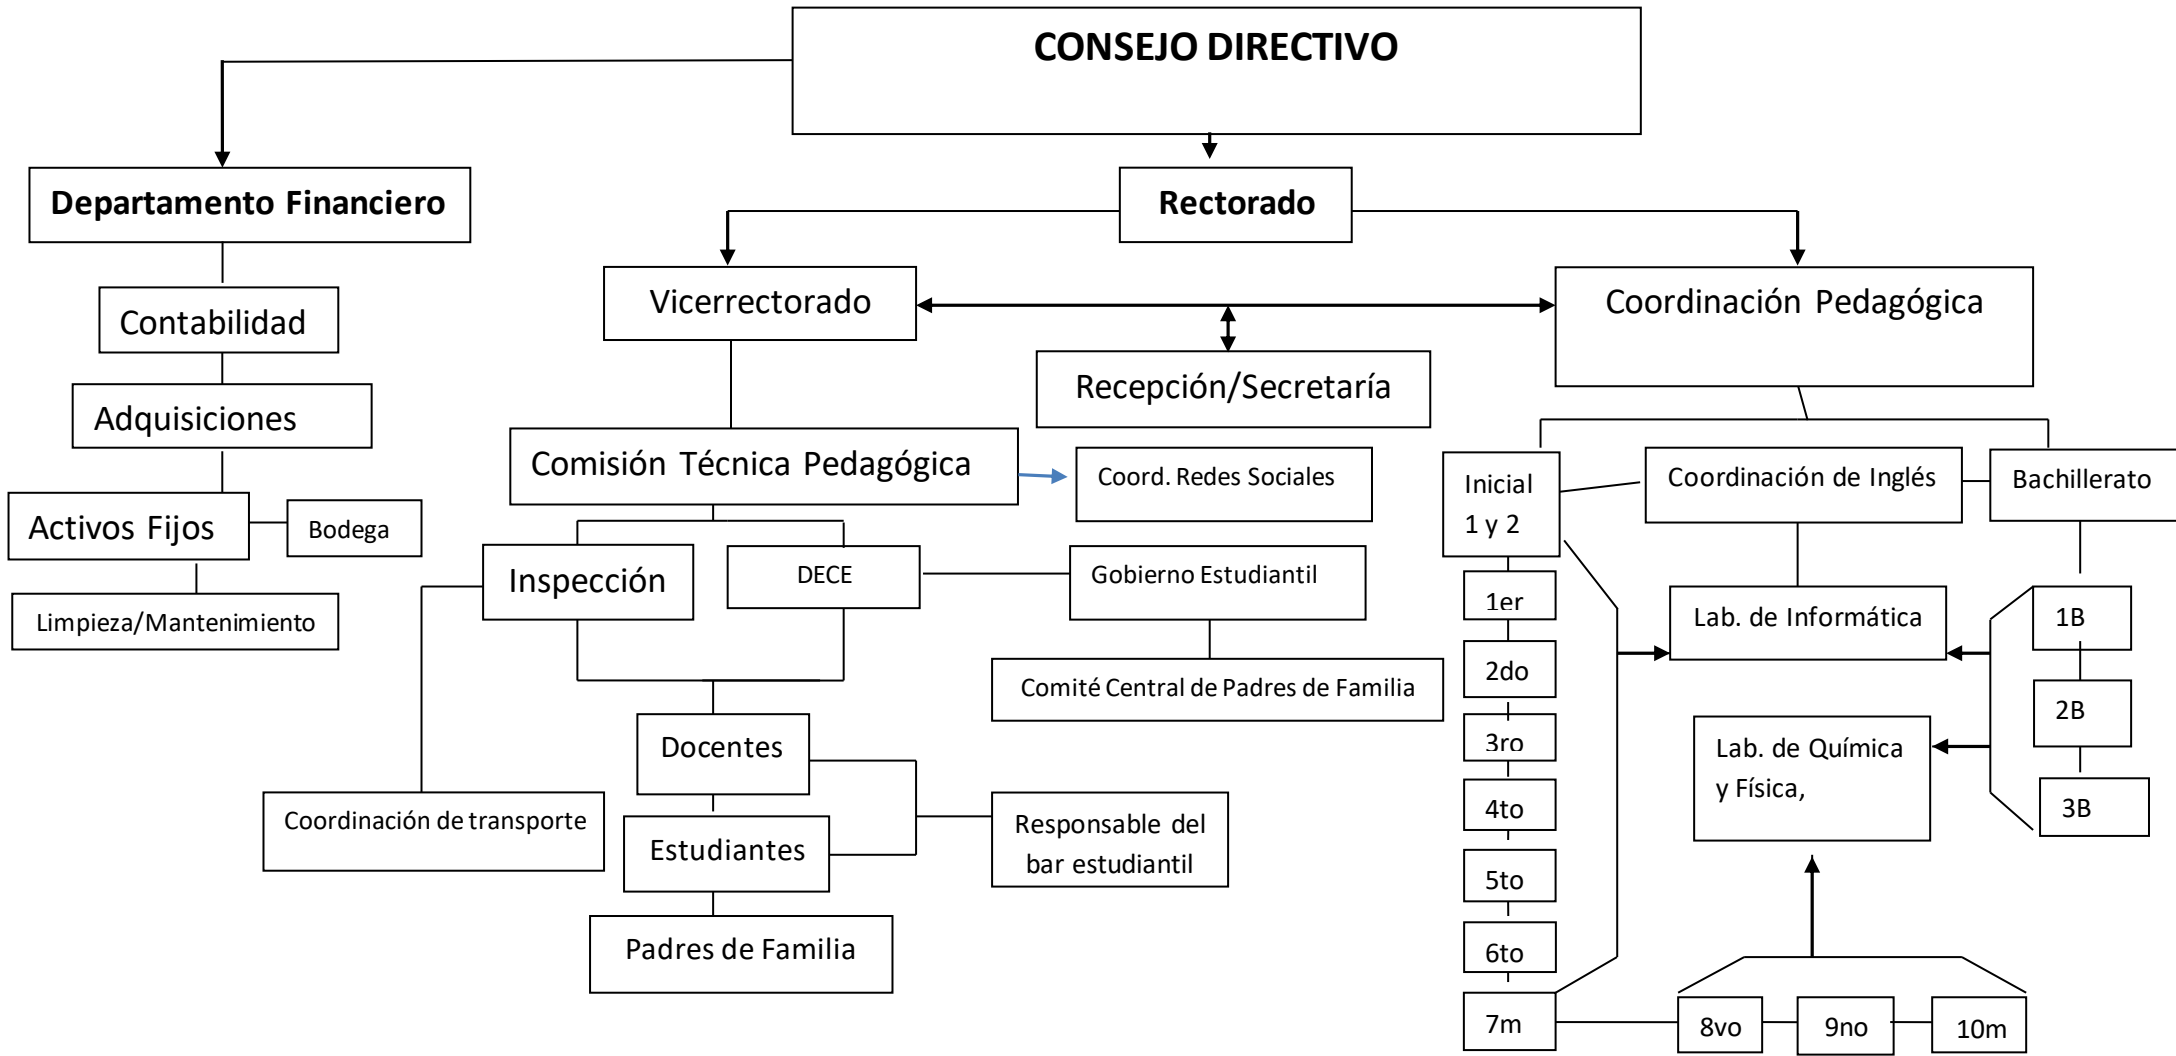 CONSEJO DIRECTIVO
Departamento Financiero
Rectorado
Vicerrectorado
Coordinación Pedagógica
Contabilidad
Recepción/Secretaría
Adquisiciones
Comisión Técnica Pedagógica
Coord. Redes Sociales
Inicial
1 y 2
Coordinación de Inglés
Bachillerato
Activos Fijos
Bodega
Inspección
DECE
Gobierno Estudiantil
1er
Lab. de Informática
1B
Limpieza/Mantenimiento
2do
Comité Central de Padres de Familia
2B
Docentes
3ro
Lab. de Química
y Física,
Coordinación de transporte
4to
3B
Responsable del
bar estudiantil
Estudiantes
5to
Padres de Familia
6to
7m
8vo
9no
10m